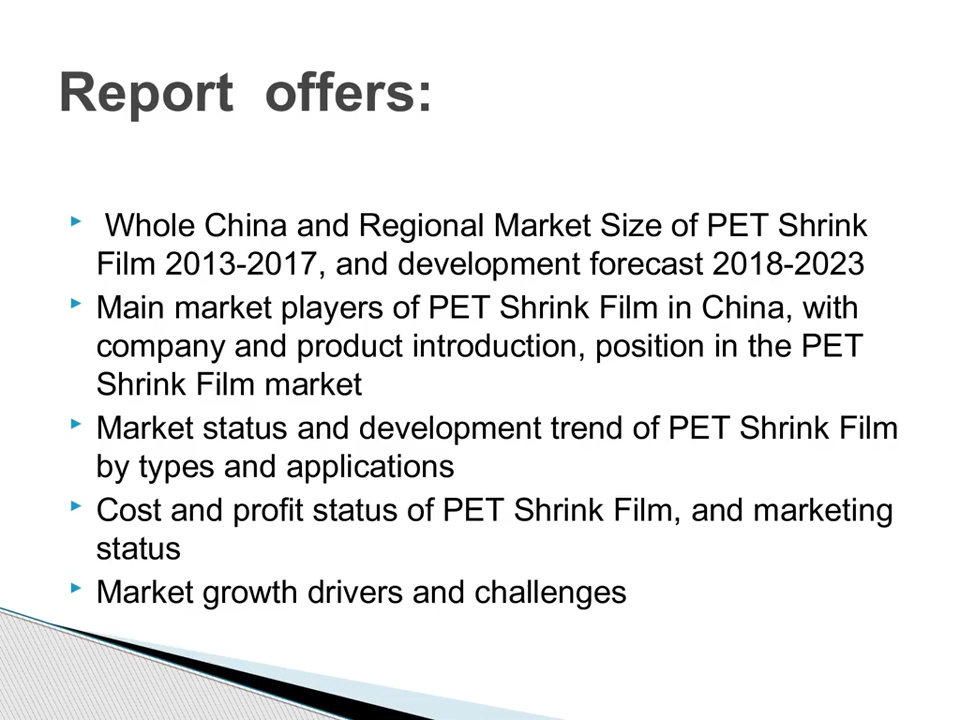 Report  offers:
Whole China and Regional Market Size of PET Shrink
Film 2013-2017, and development forecast 2018-2023
Main market players of PET Shrink Film in China, with
company and product introduction, position in the PET
Shrink Film market
Market status and development trend of PET Shrink Film
by types and applications
Cost and profit status of PET Shrink Film, and marketing
status
Market growth drivers and challenges